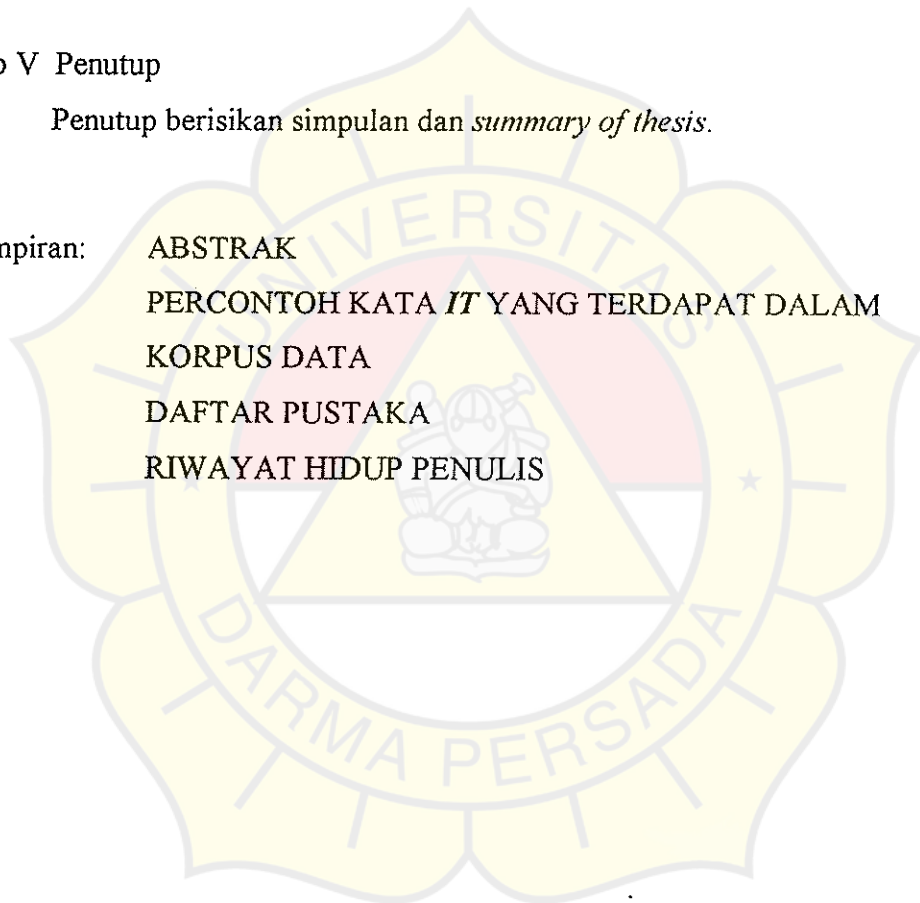 V Penutup
Penutup berisikan simpulan dan summary of thesis.
mpiran: ABSTRAK
PERCONTOH KATA IT YANG TERDAPAT DALAM
KORPUS DATA
DAFTAR PUSTAKA
RIWAYAT HIDUP PENULIS
UNIVERSITAS
DARMA PERSADA